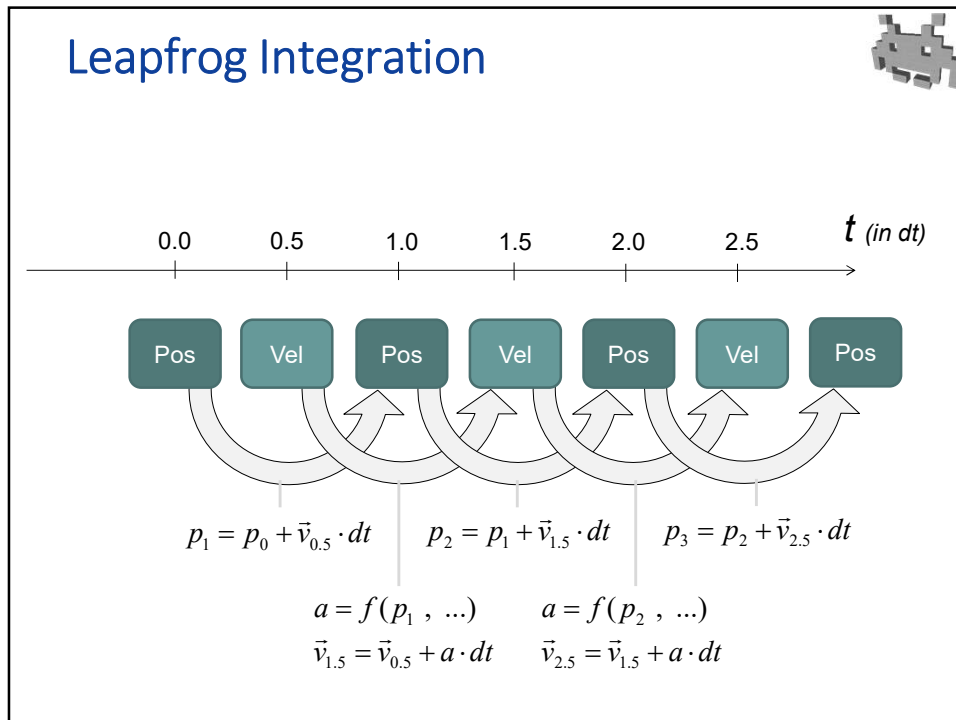 Leapfrog Integration
0.0 0.5 1.0 1.5 2.0 2.5 t (in dt)
Pos Vel Pos Vel Pos Vel Pos
p₁ = p₀ + v⃗₀.₅ · dt p₂ = p₁ + v⃗₁.₅ · dt p₃ = p₂ + v⃗₂.₅ · dt
a = f(p₁ , ...) a = f(p₂ , ...)
v⃗₁.₅ = v⃗₀.₅ + a · dt v⃗₂.₅ = v⃗₁.₅ + a · dt